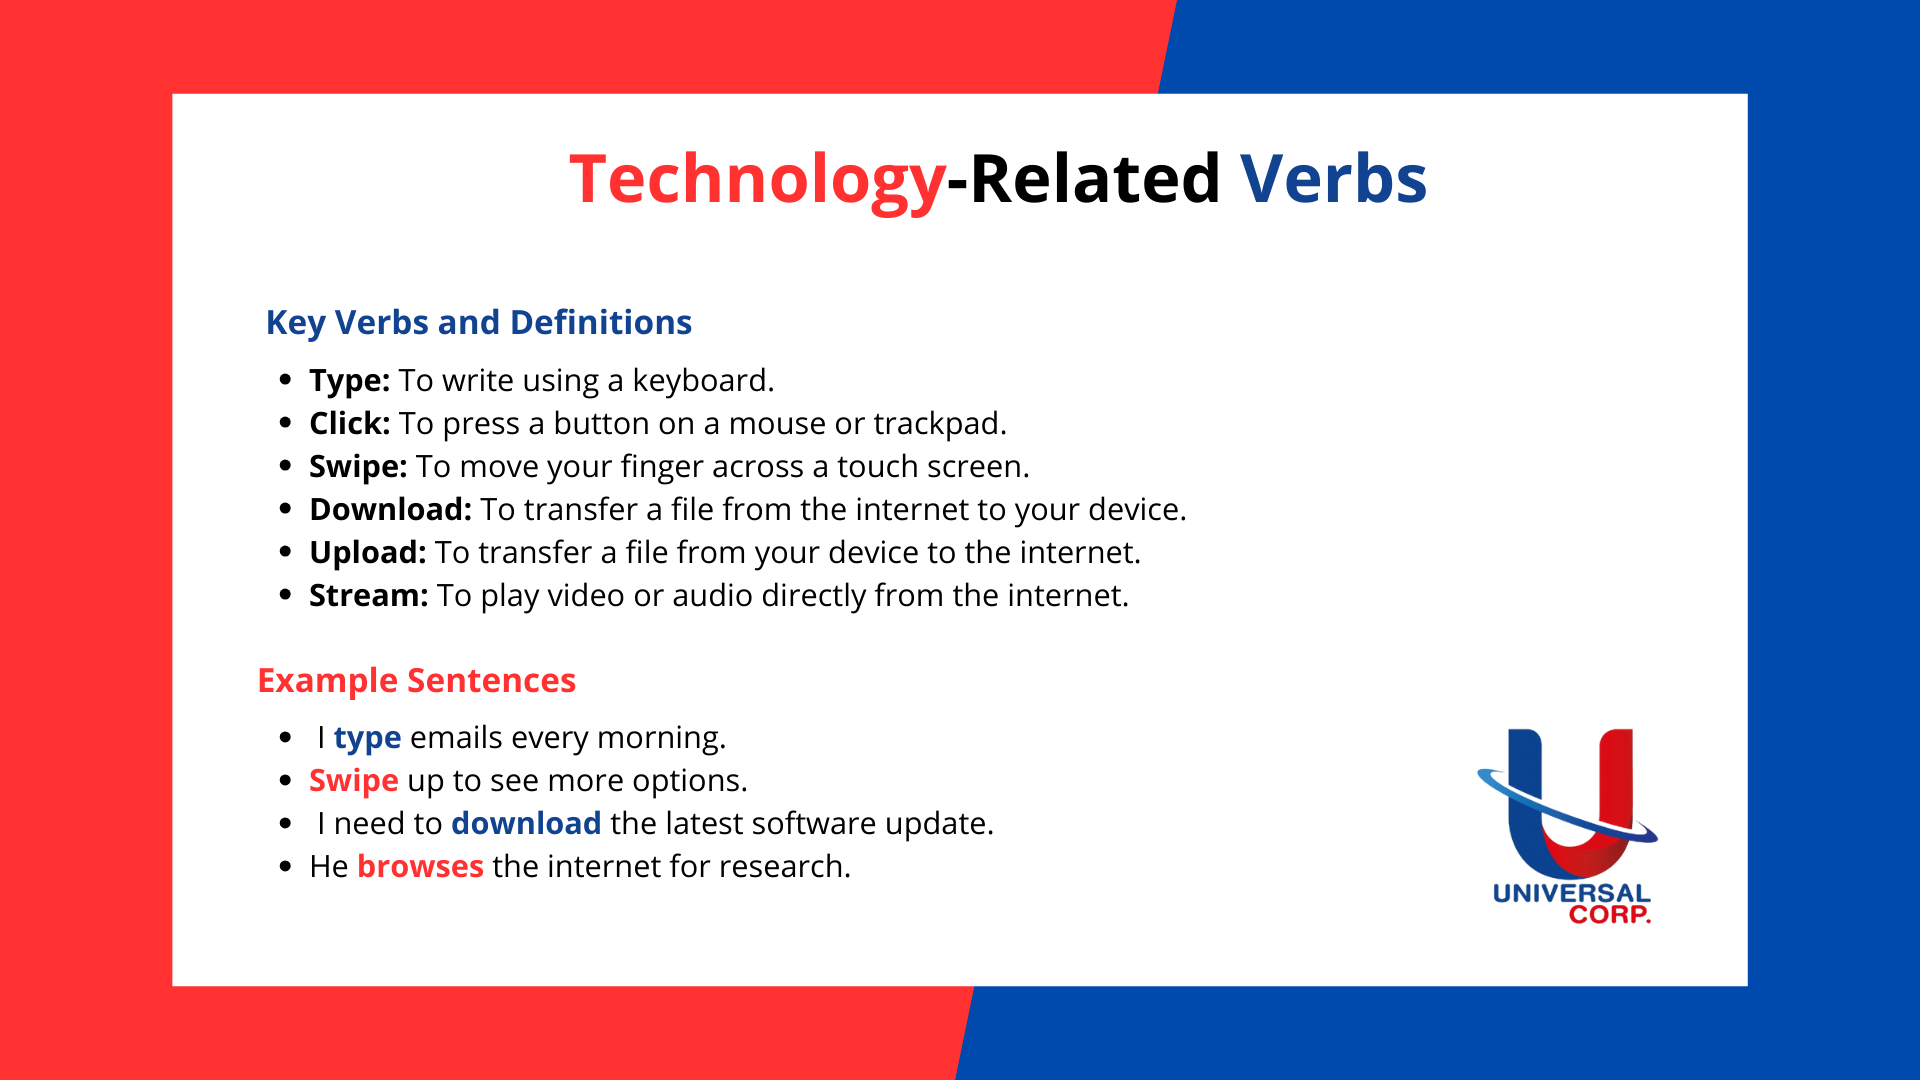 Technology-Related Verbs
Key Verbs and Definitions
• Type: To write using a keyboard.
• Click: To press a button on a mouse or trackpad.
• Swipe: To move your finger across a touch screen.
• Download: To transfer a file from the internet to your device.
• Upload: To transfer a file from your device to the internet.
• Stream: To play video or audio directly from the internet.
Example Sentences
• I type emails every morning.
• Swipe up to see more options.
• I need to download the latest software update.
• He browses the internet for research.
UNIVERSAL
CORP.